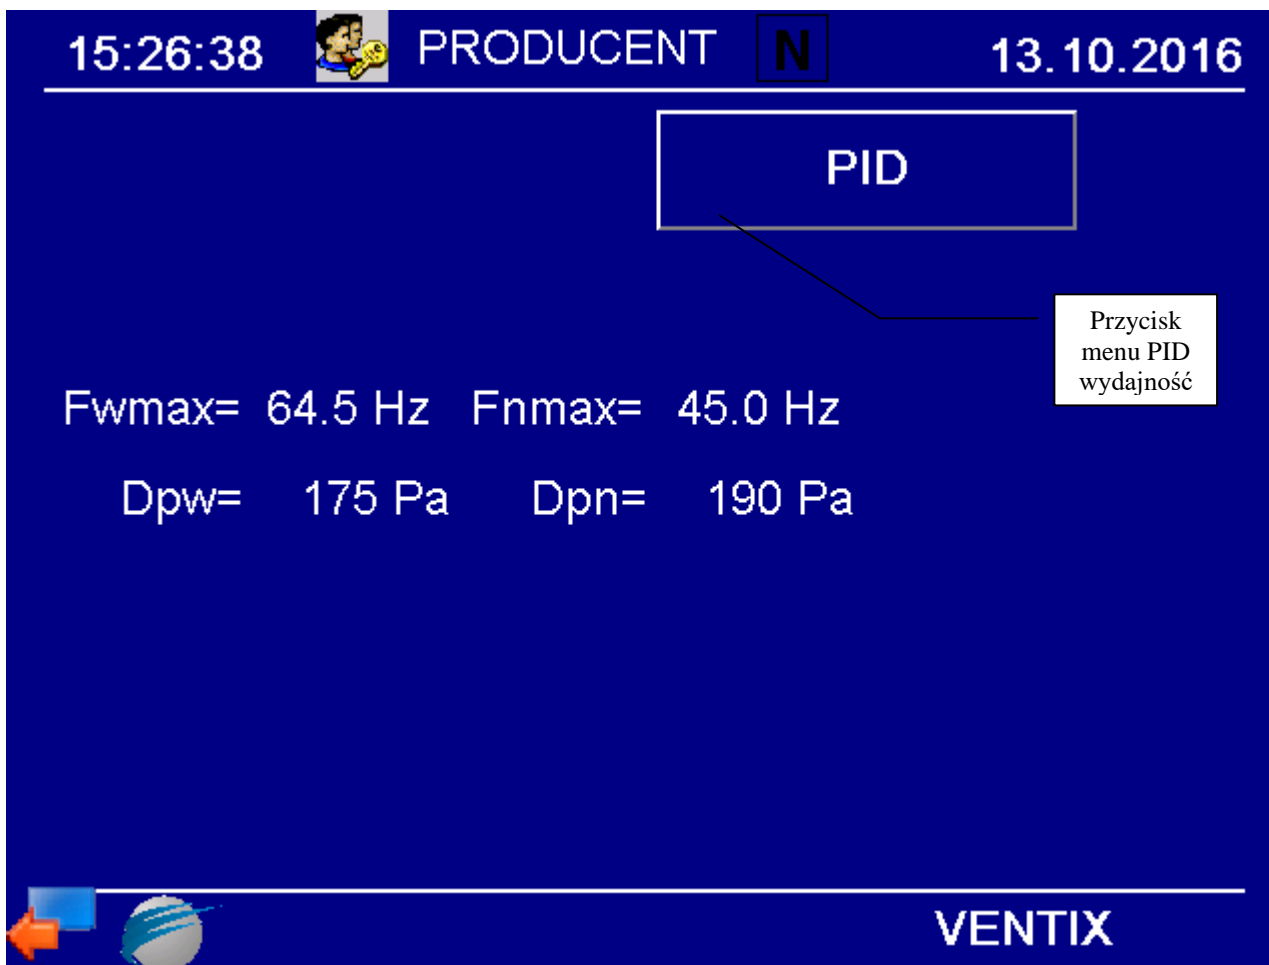 15:26:38 PRODUCENT N 13.10.2016
PID
Przycisk
menu PID
wydajność
Fwmax= 64.5 Hz Fnmax= 45.0 Hz
Dpw= 175 Pa Dpn= 190 Pa
VENTIX